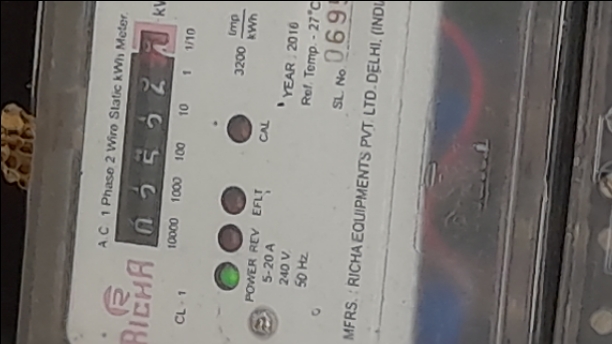 RICHA
A.C. 1 Phase 2 Wire Static kWh Meter
10000 1000 100 10 1 1/10
CL - 1
POWER REV EFLT CAL
5-20 A
240 V.
50 Hz.
3200 Imp/kWh
YEAR : 2016
Ref. Temp. - 27°C
SL. No. 069
MFRS. : RICHA EQUIPMENTS PVT. LTD. DELHI, (INDI